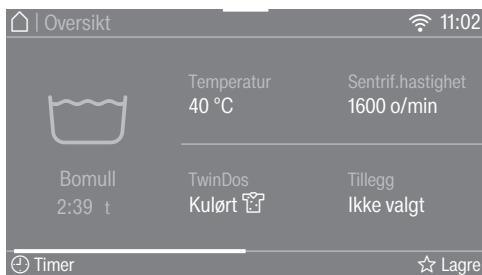 | Oversikt 11:02
Temperatur Sentrif.hastighet
40 °C 1600 o/min
Bomull TwinDos Tillegg
2:39 t Kulørt Ikke valgt
Timer Lagre